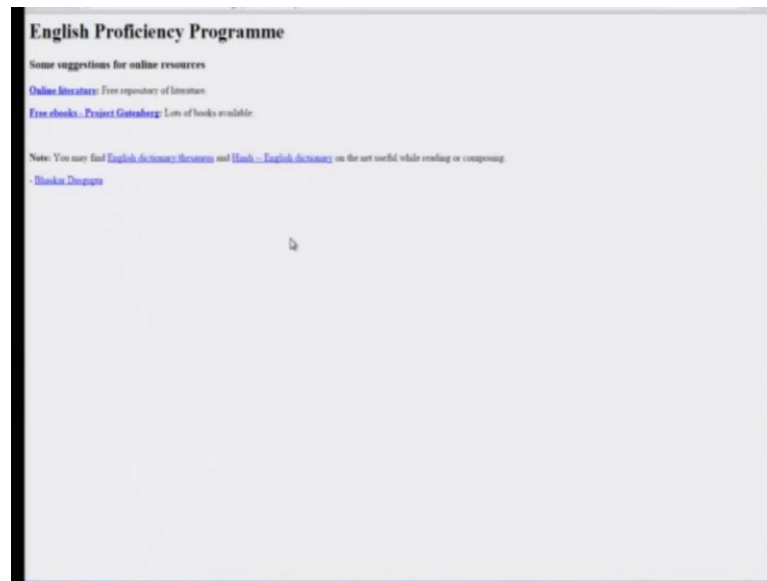 English Proficiency Programme
Some suggestions for online resources
Online literature: Free repository of literature.
Free ebooks - Project Gutenberg: Lots of books available.
Note: You may find English dictionary/thesaurus and Hindi -- English dictionary on the net useful while reading or composing.
- Bhaskar Dasgupta